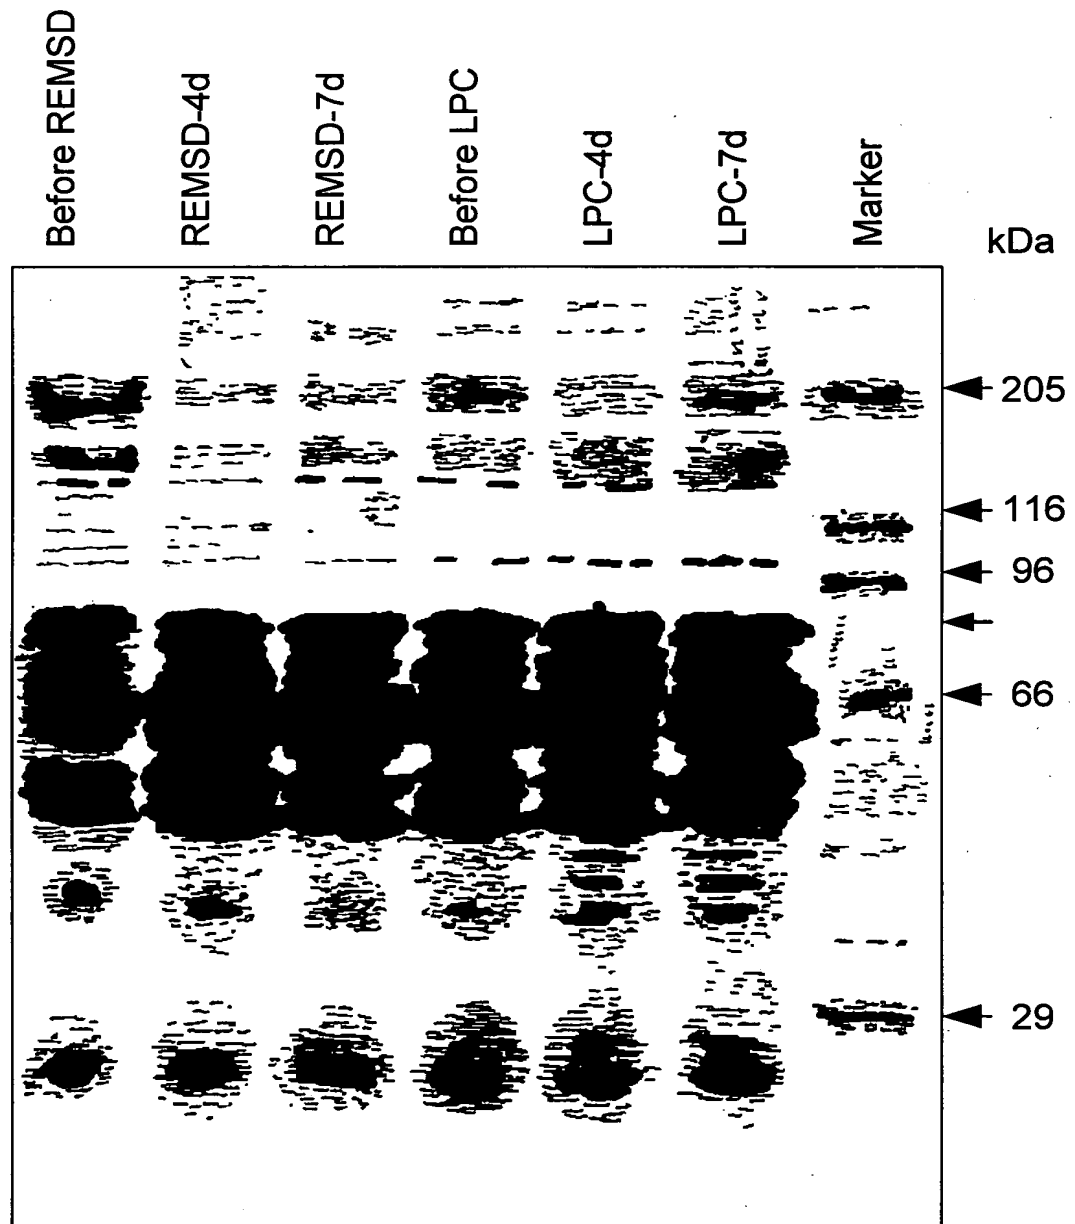 Before REMSD
REMSD-4d
REMSD-7d
Before LPC
LPC-4d
LPC-7d
Marker
kDa
205
116
96
66
29